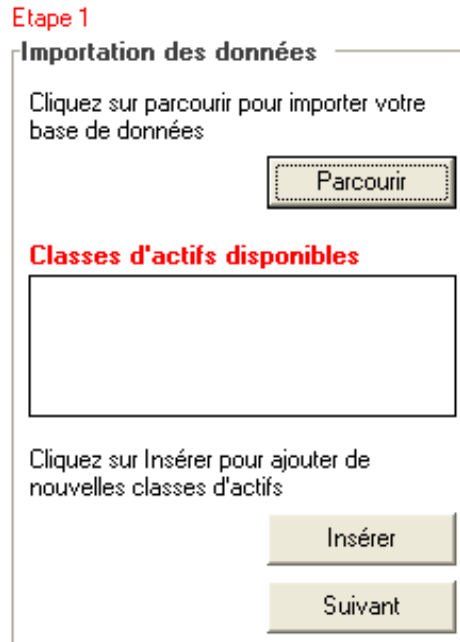 Etape 1
Importation des données
Cliquez sur parcourir pour importer votre
base de données
Parcourir
Classes d'actifs disponibles
Cliquez sur Insérer pour ajouter de
nouvelles classes d'actifs
Insérer
Suivant